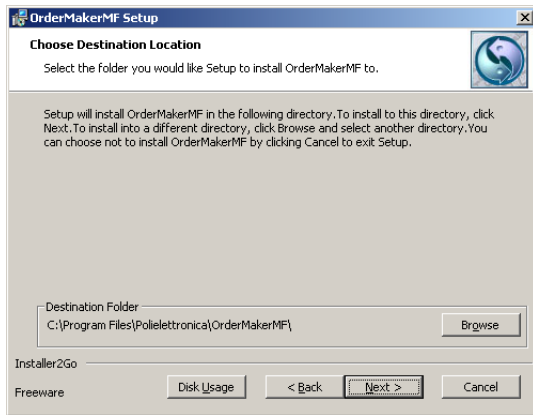 OrderMakerMF Setup
Choose Destination Location
Select the folder you would like Setup to install OrderMakerMF to.
Setup will install OrderMakerMF in the following directory.To install to this directory, click
Next.To install into a different directory, click Browse and select another directory.You
can choose not to install OrderMakerMF by clicking Cancel to exit Setup.
Destination Folder
C:\Program Files\Polielettronica\OrderMakerMF\
Browse
Installer2Go
Freeware
Disk Usage
< Back
Next >
Cancel